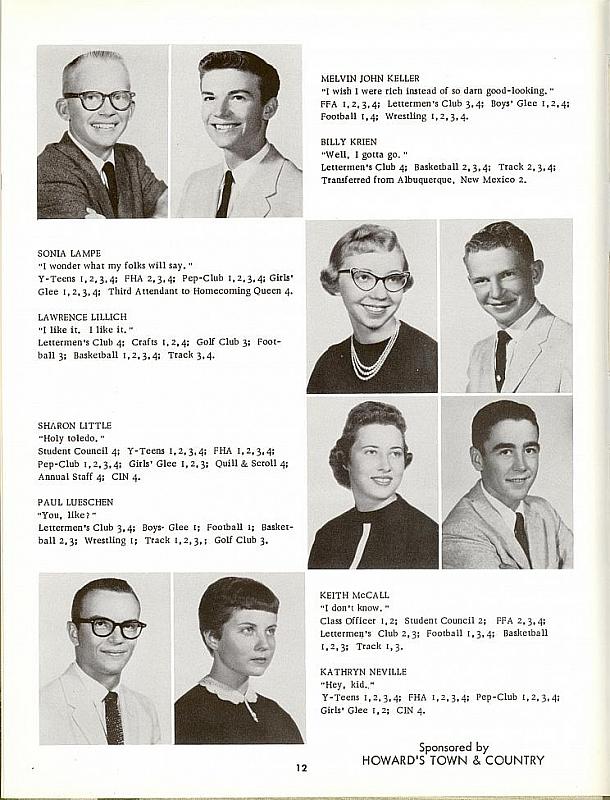 MELVIN JOHN KELLER
"I wish I were rich instead of so darn good-looking."
FFA 1,2,3,4; Lettermen's Club 3,4; Boys' Glee 1,2,4;
Football 1,4; Wrestling 1,2,3,4.
BILLY KRIEN
"Well, I gotta go."
Lettermen's Club 4; Basketball 2,3,4; Track 2,3,4;
Transferred from Albuquerque, New Mexico 2.
SONIA LAMPE
"I wonder what my folks will say."
Y-Teens 1,2,3,4; FHA 2,3,4; Pep-Club 1,2,3,4; Girls'
Glee 1,2,3,4; Third Attendant to Homecoming Queen 4.
LAWRENCE LILLICH
"I like it. I like it."
Lettermen's Club 4; Crafts 1,2,4; Golf Club 3; Foot-
ball 3; Basketball 1,2,3,4; Track 3,4.
SHARON LITTLE
"Holy toledo."
Student Council 4; Y-Teens 1,2,3,4; FHA 1,2,3,4;
Pep-Club 1,2,3,4; Girls' Glee 1,2,3; Quill & Scroll 4;
Annual Staff 4; CIN 4.
PAUL LUESCHEN
"You, like?"
Lettermen's Club 3,4; Boys' Glee 1; Football 1; Basket-
ball 2,3; Wrestling 1; Track 1,2,3,; Golf Club 3.
KEITH McCALL
"I don't know."
Class Officer 1,2; Student Council 2; FFA 2,3,4;
Lettermen's Club 2,3; Football 1,3,4; Basketball
1,2,3; Track 1,3.
KATHRYN NEVILLE
"Hey, kid."
Y-Teens 1,2,3,4; FHA 1,2,3,4; Pep-Club 1,2,3,4;
Girls' Glee 1,2; CIN 4.
Sponsored by
HOWARD'S TOWN & COUNTRY
12